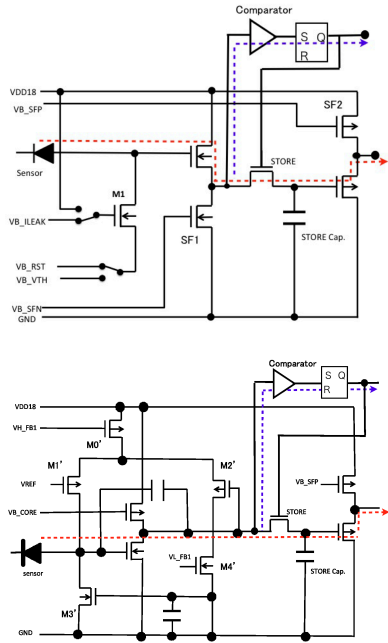 Comparator
S Q
R
VDD18
VB_SFP
SF2
Sensor
STORE
M1
VB_ILEAK
STORE Cap.
SF1
VB_RST
VB_VTH
VB_SFN
GND
Comparator
S Q
R
VDD18
VH_FB1
M0'
M1'
M2'
VREF
VB_SFP
VB_CORE
STORE
sensor
VL_FB1
M4'
STORE Cap.
M3'
GND